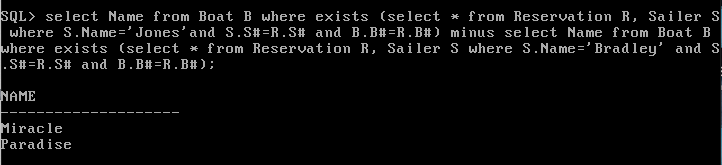 SQL> select Name from Boat B where exists (select * from Reservation R, Sailer S
 where S.Name='Jones'and S.S#=R.S# and B.B#=R.B#) minus select Name from Boat B
where exists (select * from Reservation R, Sailer S where S.Name='Bradley' and S
.S#=R.S# and B.B#=R.B#);
NAME
--------------------
Miracle
Paradise